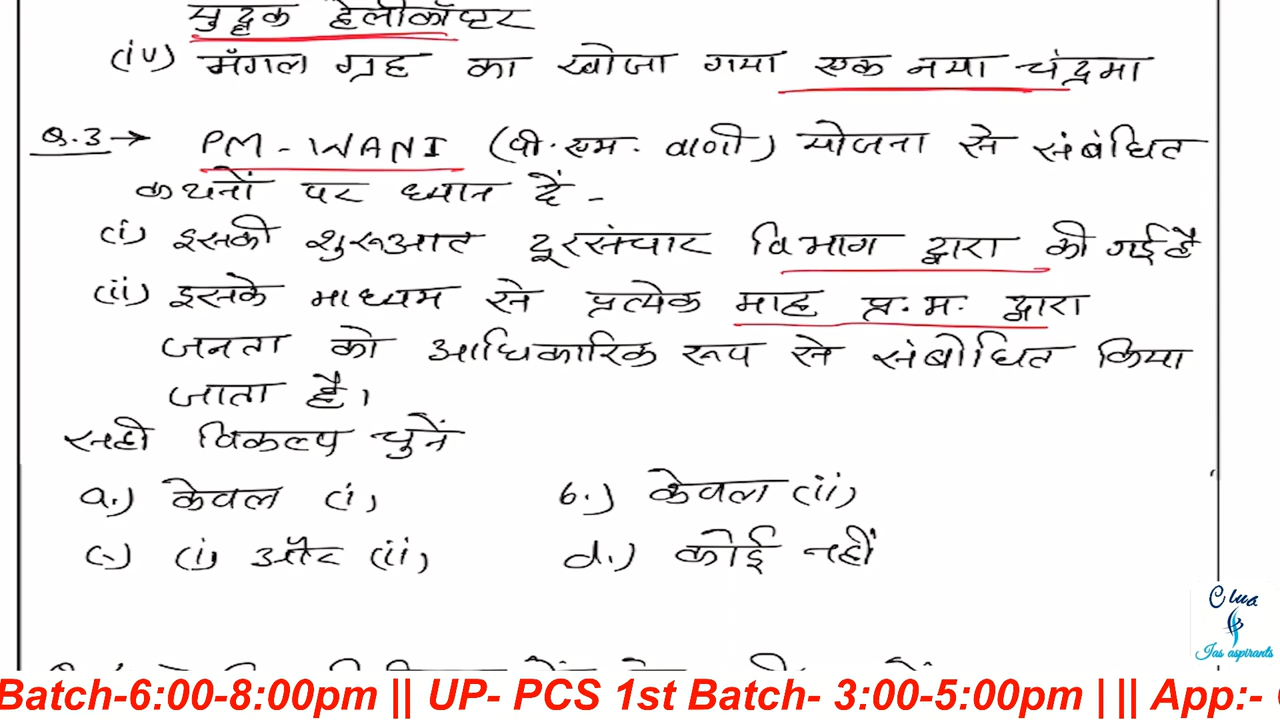 युद्धक हेलीकॉप्टर
(iv) मंगल ग्रह का खोजा गया एक नया चंद्रमा
Q.3→ PM-WANI (पी.एम. वाणी) योजना से संबंधित
कथनों पर ध्यान दें -
(i) इसकी शुरूआत दूरसंचार विभाग द्वारा की गई है
(ii) इसके माध्यम से प्रत्येक माह प्र.म. द्वारा
जनता को आधिकारिक रूप से संबोधित किया
जाता है।
सही विकल्प चुनें
a.) केवल (i) b.) केवल (ii)
c.) (i) और (ii) d.) कोई नहीं
Clua
Ias aspirants
Batch-6:00-8:00pm || UP- PCS 1st Batch- 3:00-5:00pm | || App:-